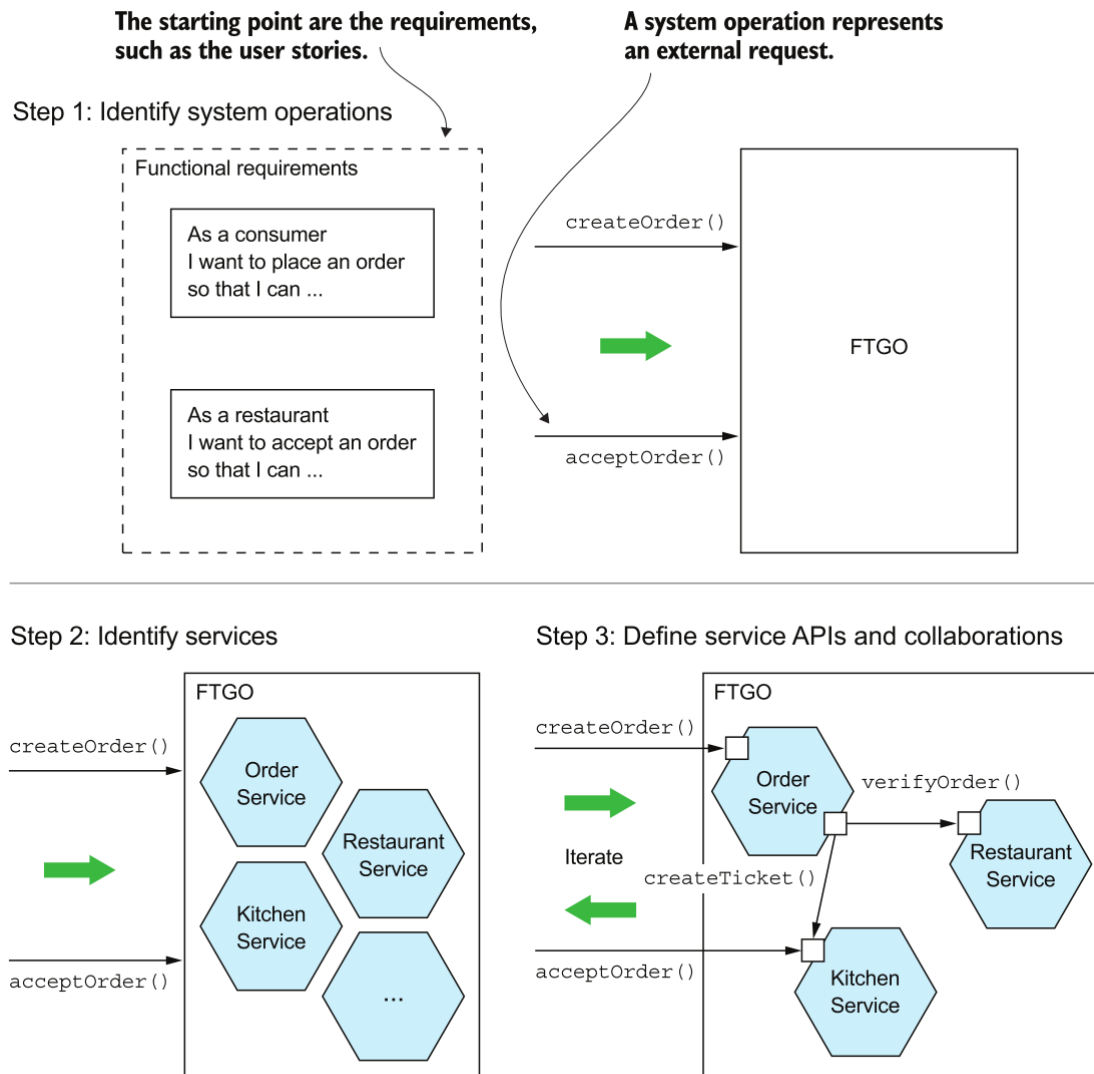 The starting point are the requirements,
such as the user stories.
A system operation represents
an external request.
Step 1: Identify system operations
Functional requirements
As a consumer
I want to place an order
so that I can ...
As a restaurant
I want to accept an order
so that I can ...
createOrder()
FTGO
acceptOrder()
Step 2: Identify services
FTGO
createOrder()
Order
Service
Restaurant
Service
Kitchen
Service
...
acceptOrder()
Step 3: Define service APIs and collaborations
FTGO
createOrder()
Order
Service
verifyOrder()
Restaurant
Service
Iterate
createTicket()
acceptOrder()
Kitchen
Service